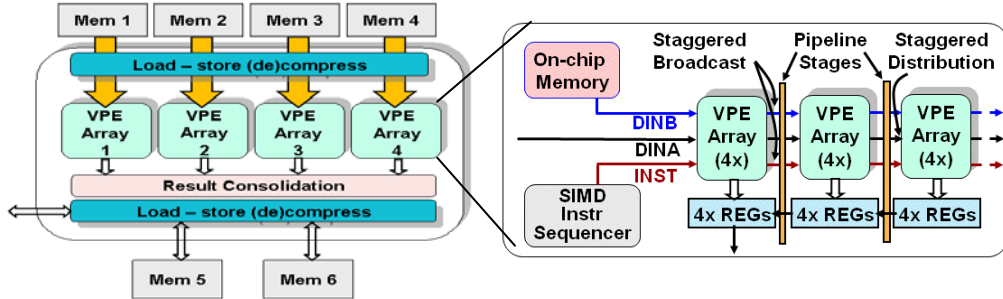 Mem 1
Mem 2
Mem 3
Mem 4
Load – store (de)compress
VPE
Array
1
VPE
Array
2
VPE
Array
3
VPE
Array
4
Result Consolidation
Load – store (de)compress
Mem 5
Mem 6
Staggered
Broadcast
Pipeline
Stages
Staggered
Distribution
On-chip
Memory
DINB
DINA
INST
SIMD
Instr
Sequencer
VPE
Array
(4x)
VPE
Array
(4x)
VPE
Array
(4x)
4x REGs
4x REGs
4x REGs